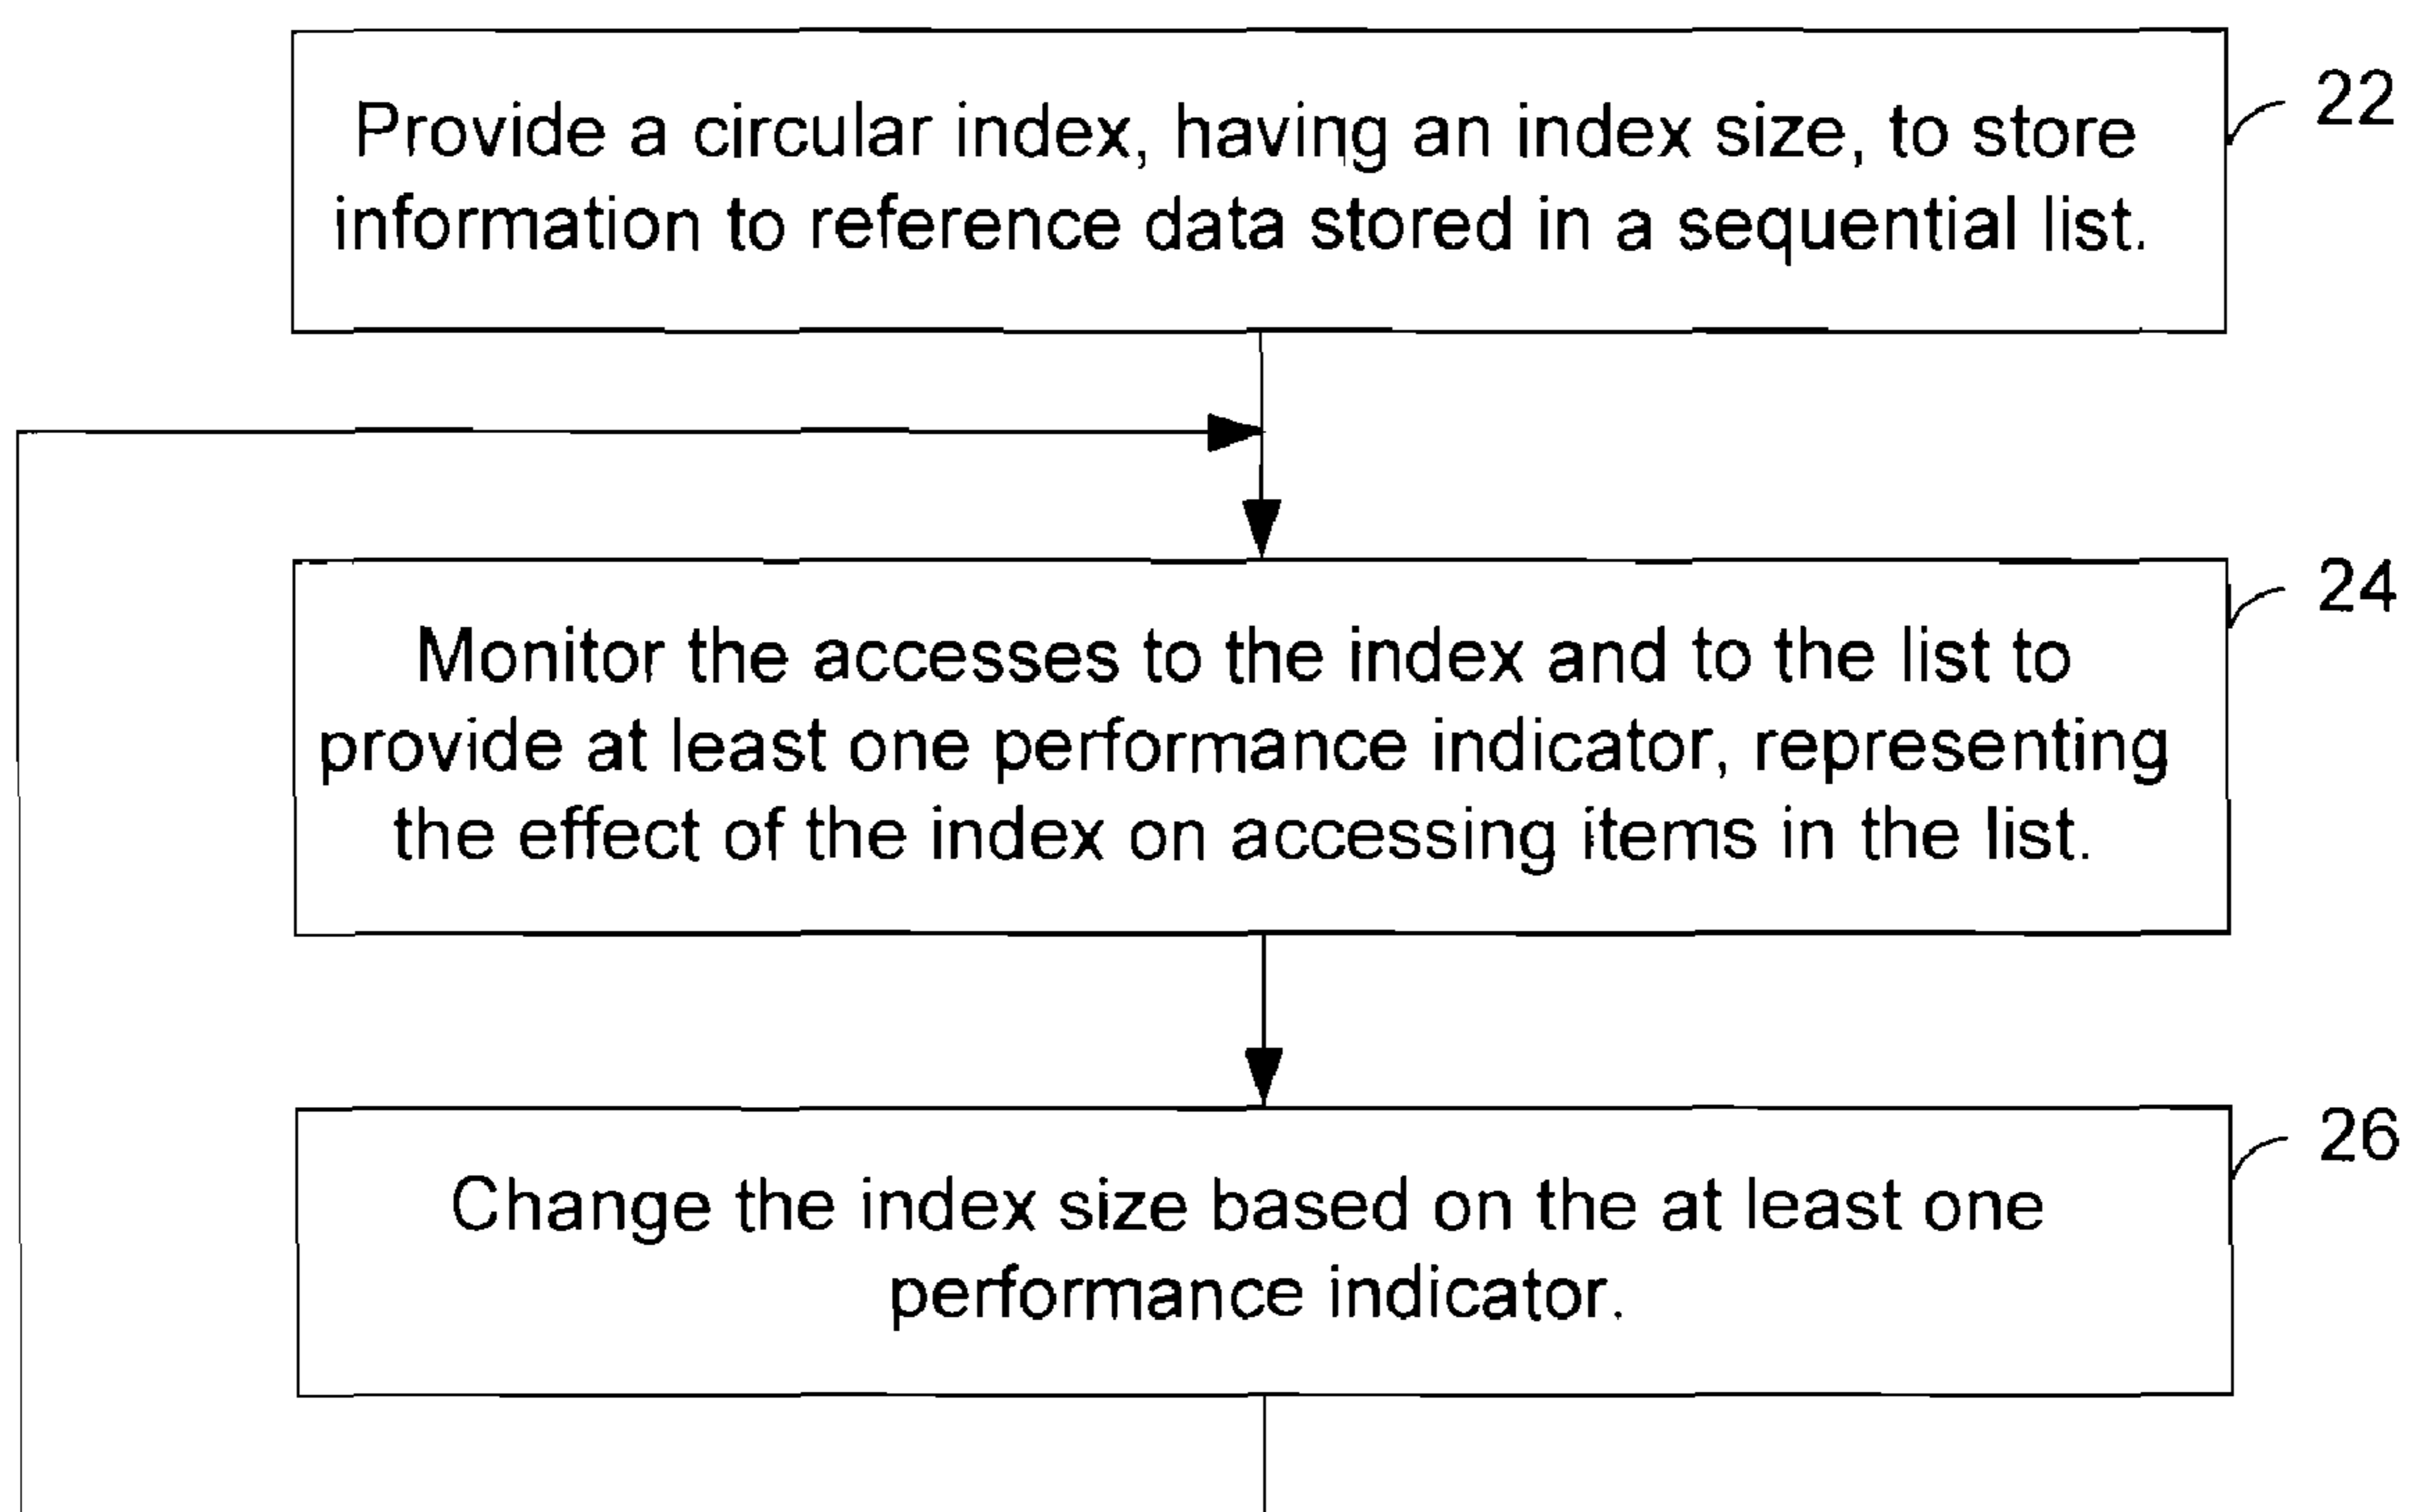 Provide a circular index, having an index size, to store
information to reference data stored in a sequential list.
22
Monitor the accesses to the index and to the list to
provide at least one performance indicator, representing
the effect of the index on accessing items in the list.
24
Change the index size based on the at least one
performance indicator.
26